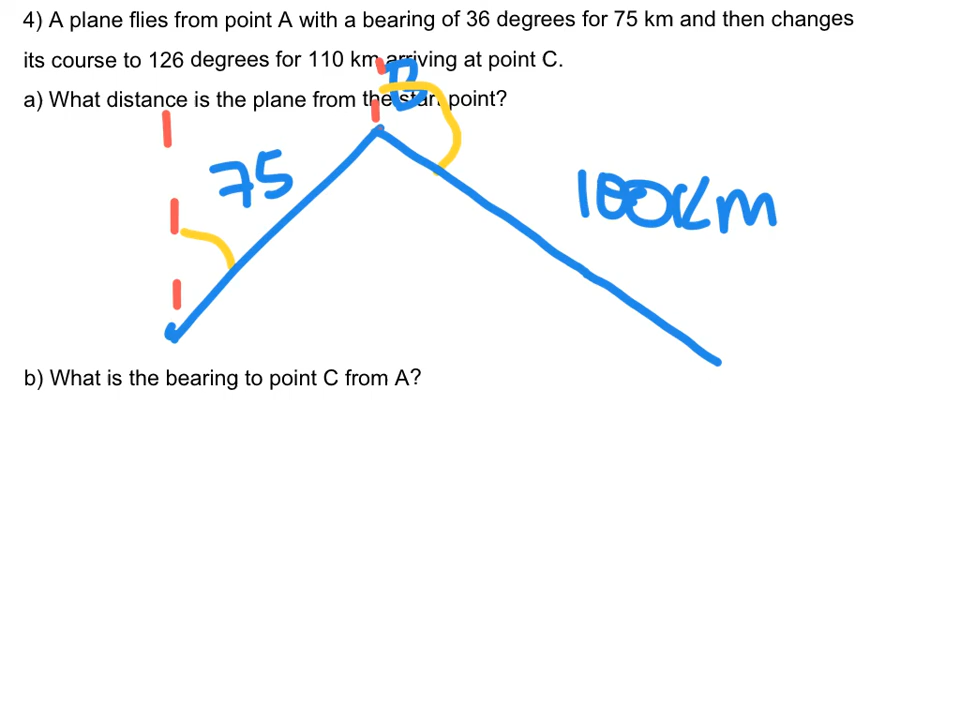 4) A plane flies from point A with a bearing of 36 degrees for 75 km and then changes
its course to 126 degrees for 110 km arriving at point C.
B
a) What distance is the plane from the start point?
75
100km
b) What is the bearing to point C from A?